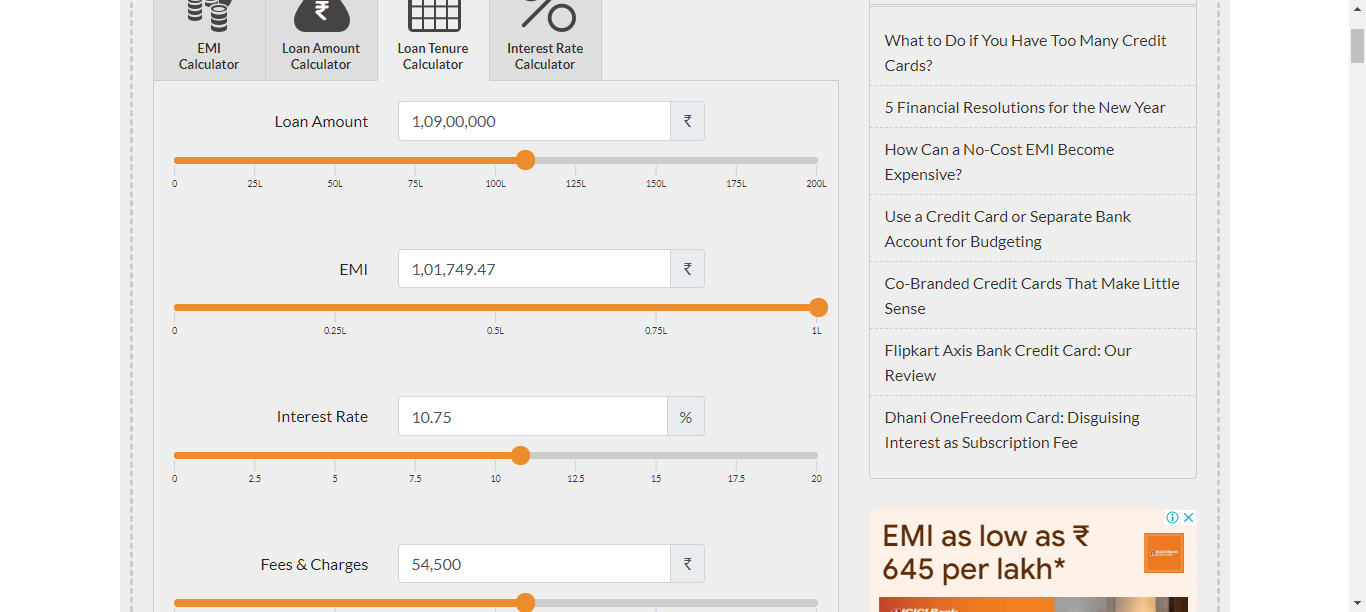 ₹
EMI
Calculator
Loan Amount
Calculator
Loan Tenure
Calculator
Interest Rate
Calculator
Loan Amount
1,09,00,000
₹
0
25L
50L
75L
100L
125L
150L
175L
200L
EMI
1,01,749.47
₹
0
0.25L
0.5L
0.75L
1L
Interest Rate
10.75
%
0
2.5
5
7.5
10
12.5
15
17.5
20
Fees & Charges
54,500
₹
What to Do if You Have Too Many Credit
Cards?
5 Financial Resolutions for the New Year
How Can a No-Cost EMI Become
Expensive?
Use a Credit Card or Separate Bank
Account for Budgeting
Co-Branded Credit Cards That Make Little
Sense
Flipkart Axis Bank Credit Card: Our
Review
Dhani OneFreedom Card: Disguising
Interest as Subscription Fee
EMI as low as ₹
645 per lakh*
ICICI Bank